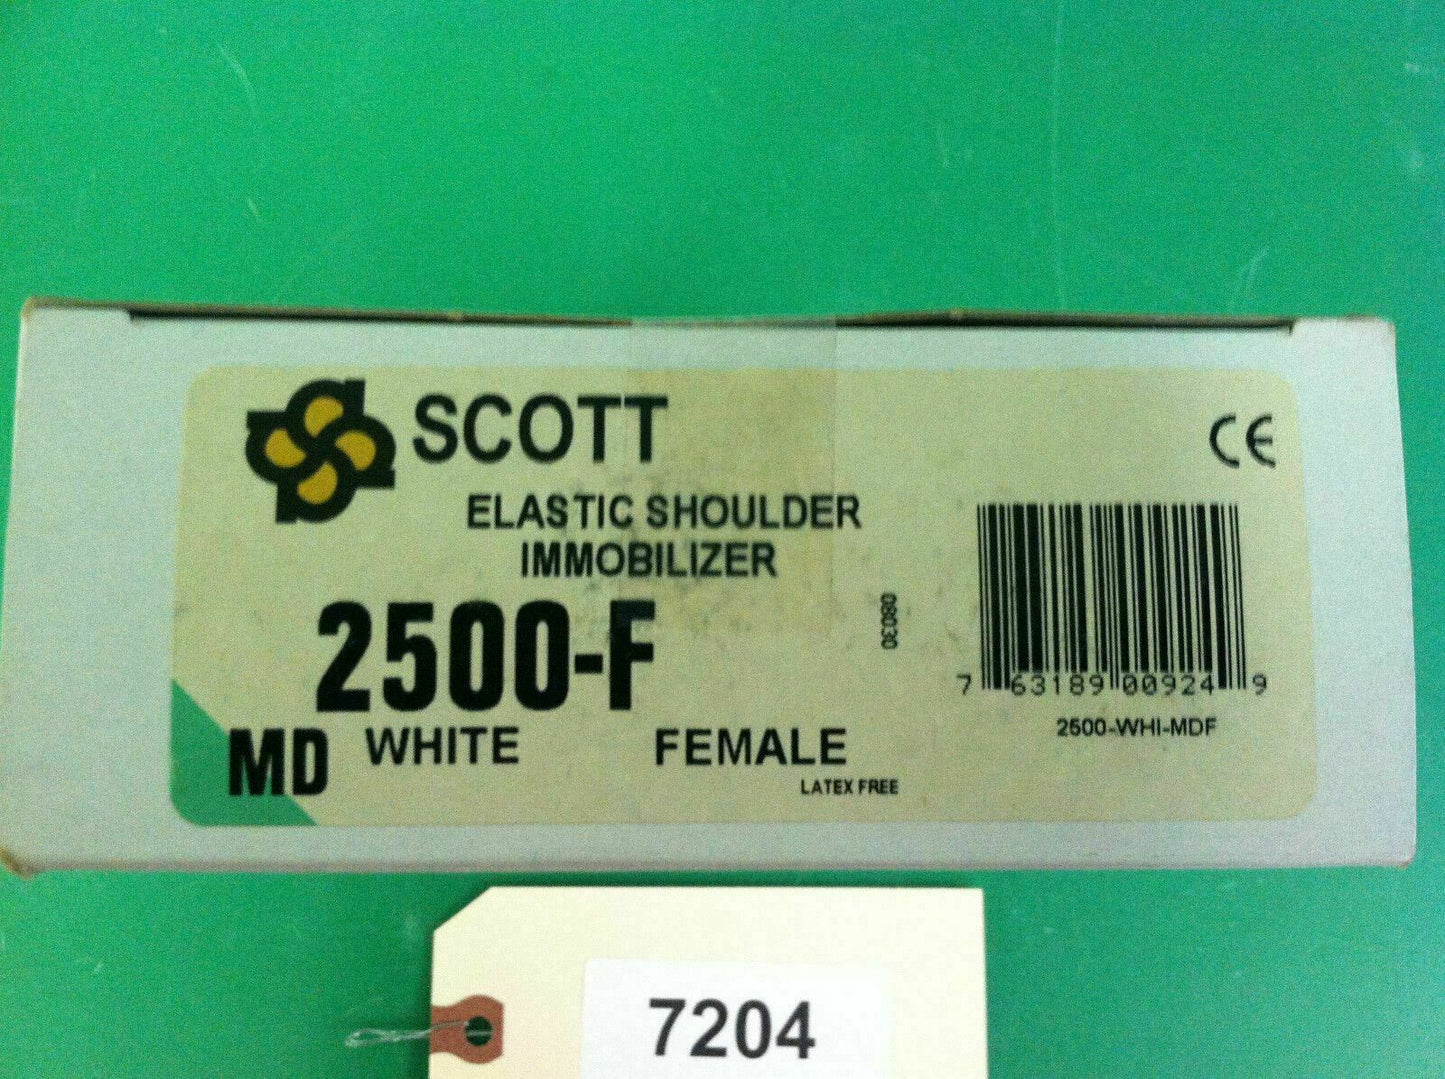 SCOTT
ELASTIC SHOULDER
IMMOBILIZER
2500-F
MD WHITE FEMALE
LATEX FREE
08030
CE
7 63189 00924 9
2500-WHI-MDF
7204